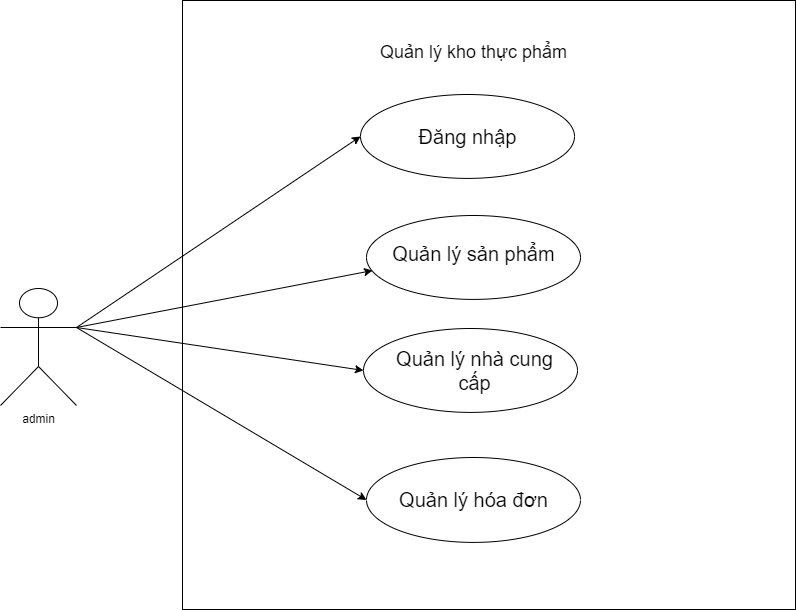 Quản lý kho thực phẩm
Đăng nhập
Quản lý sản phẩm
Quản lý nhà cung
cấp
admin
Quản lý hóa đơn